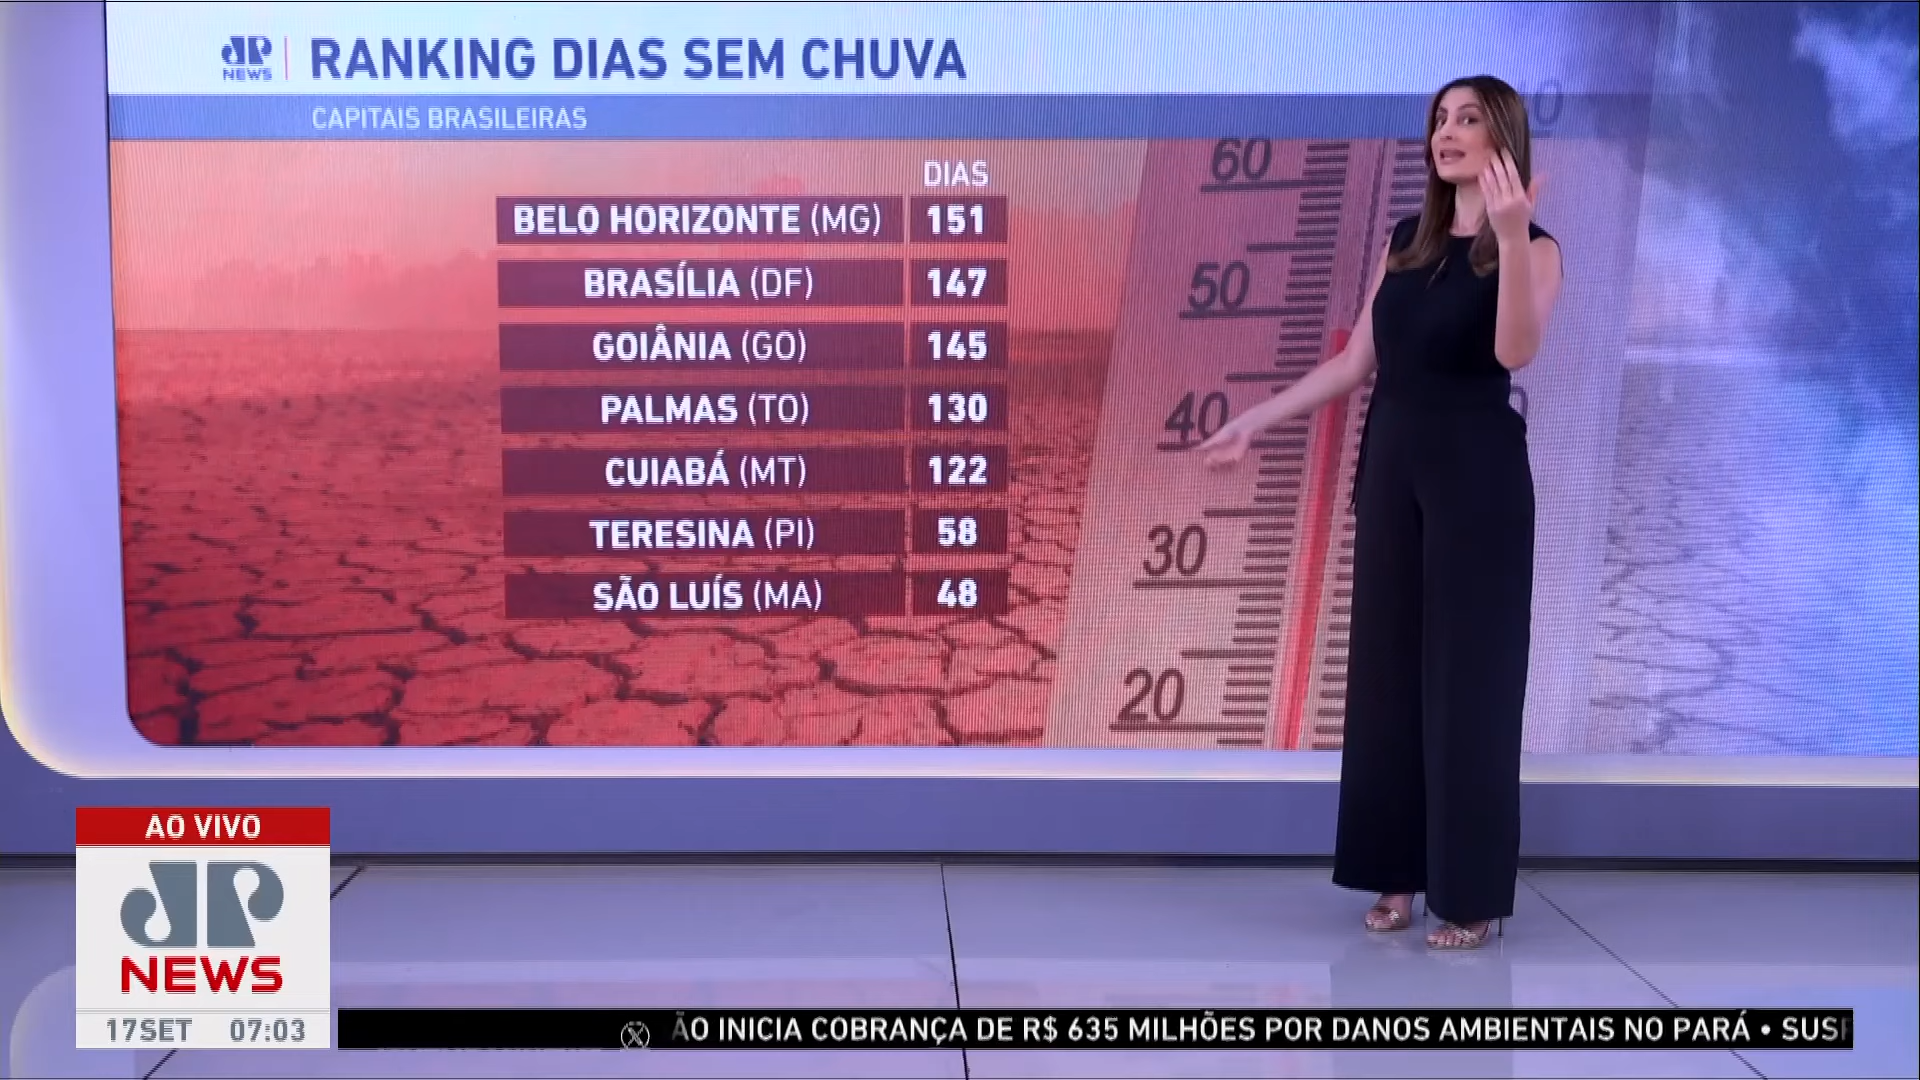 JP NEWS
RANKING DIAS SEM CHUVA
CAPITAIS BRASILEIRAS
DIAS
BELO HORIZONTE (MG) 151
BRASÍLIA (DF) 147
GOIÂNIA (GO) 145
PALMAS (TO) 130
CUIABÁ (MT) 122
TERESINA (PI) 58
SÃO LUÍS (MA) 48
60
50
40
30
20
AO VIVO
JP
NEWS
17SET 07:03
ÃO INICIA COBRANÇA DE R$ 635 MILHÕES POR DANOS AMBIENTAIS NO PARÁ •